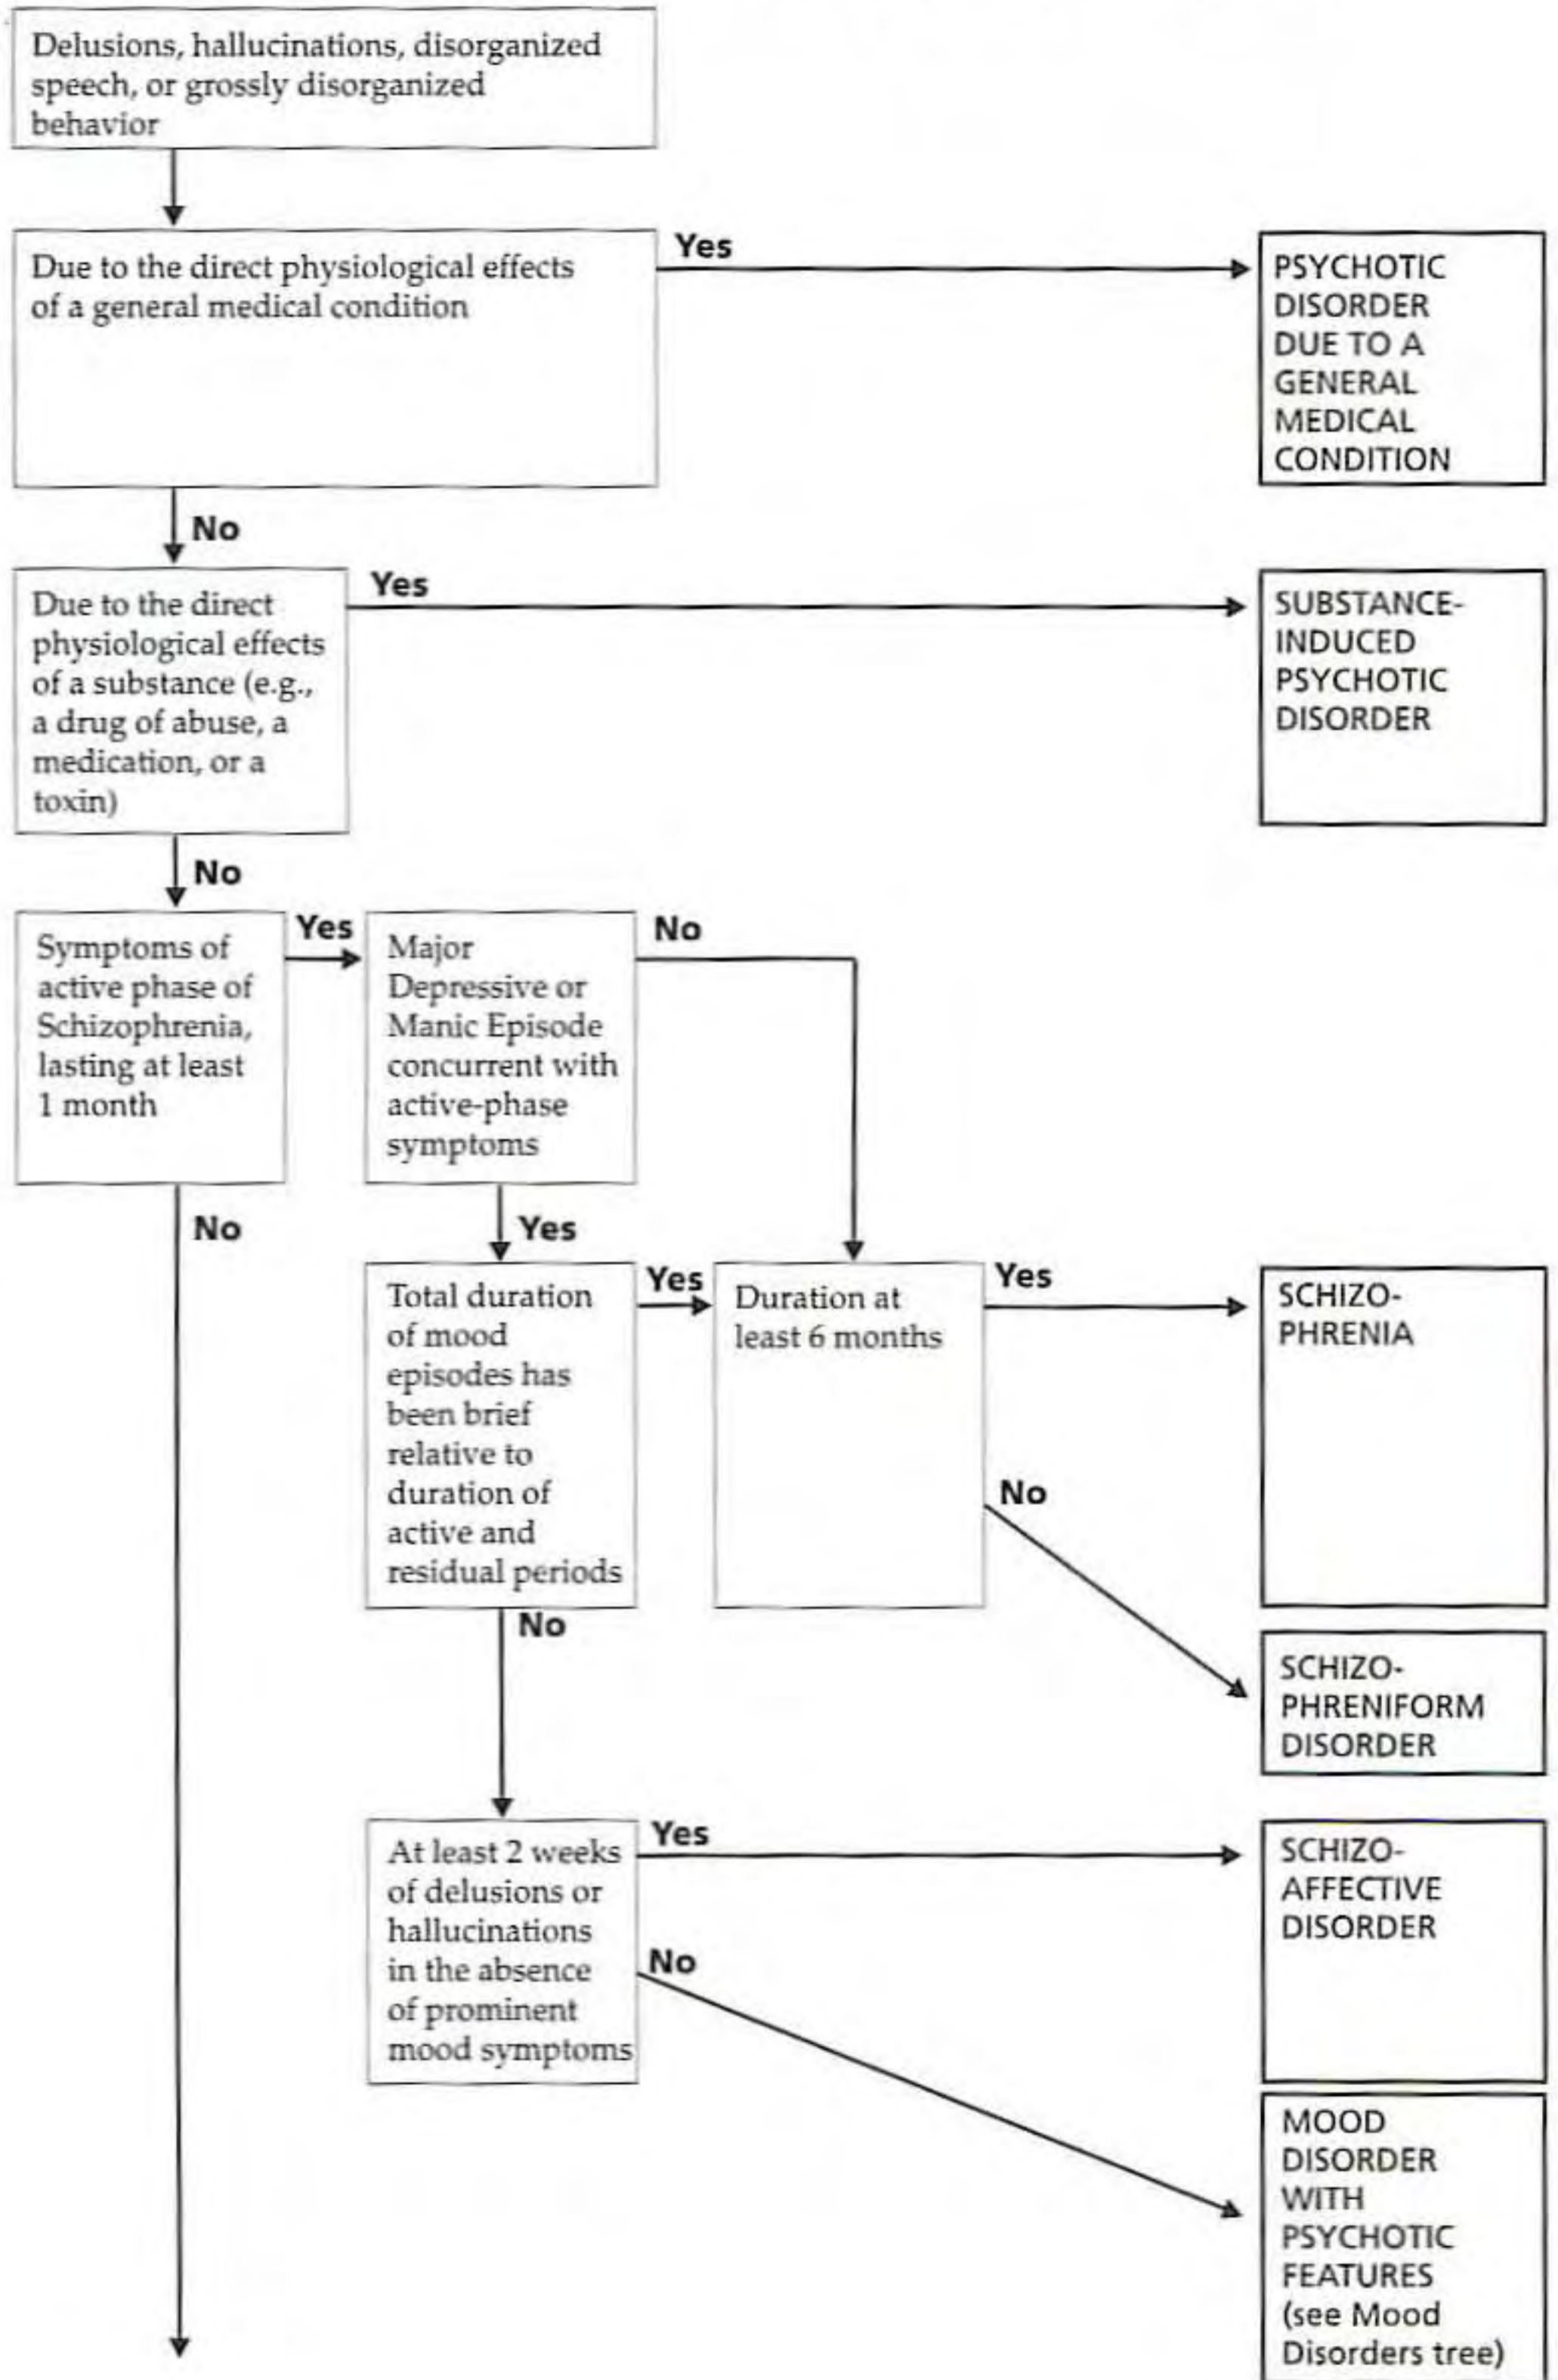 Delusions, hallucinations, disorganized
speech, or grossly disorganized
behavior
Due to the direct physiological effects
of a general medical condition
Yes
PSYCHOTIC
DISORDER
DUE TO A
GENERAL
MEDICAL
CONDITION
No
Due to the direct
physiological effects
of a substance (e.g.,
a drug of abuse, a
medication, or a
toxin)
Yes
SUBSTANCE-
INDUCED
PSYCHOTIC
DISORDER
No
Symptoms of
active phase of
Schizophrenia,
lasting at least
1 month
Yes
Major
Depressive or
Manic Episode
concurrent with
active-phase
symptoms
No
No
Yes
Total duration
of mood
episodes has
been brief
relative to
duration of
active and
residual periods
Yes
Duration at
least 6 months
Yes
SCHIZO-
PHRENIA
No
SCHIZO-
PHRENIFORM
DISORDER
No
At least 2 weeks
of delusions or
hallucinations
in the absence
of prominent
mood symptoms
Yes
SCHIZO-
AFFECTIVE
DISORDER
No
MOOD
DISORDER
WITH
PSYCHOTIC
FEATURES
(see Mood
Disorders tree)